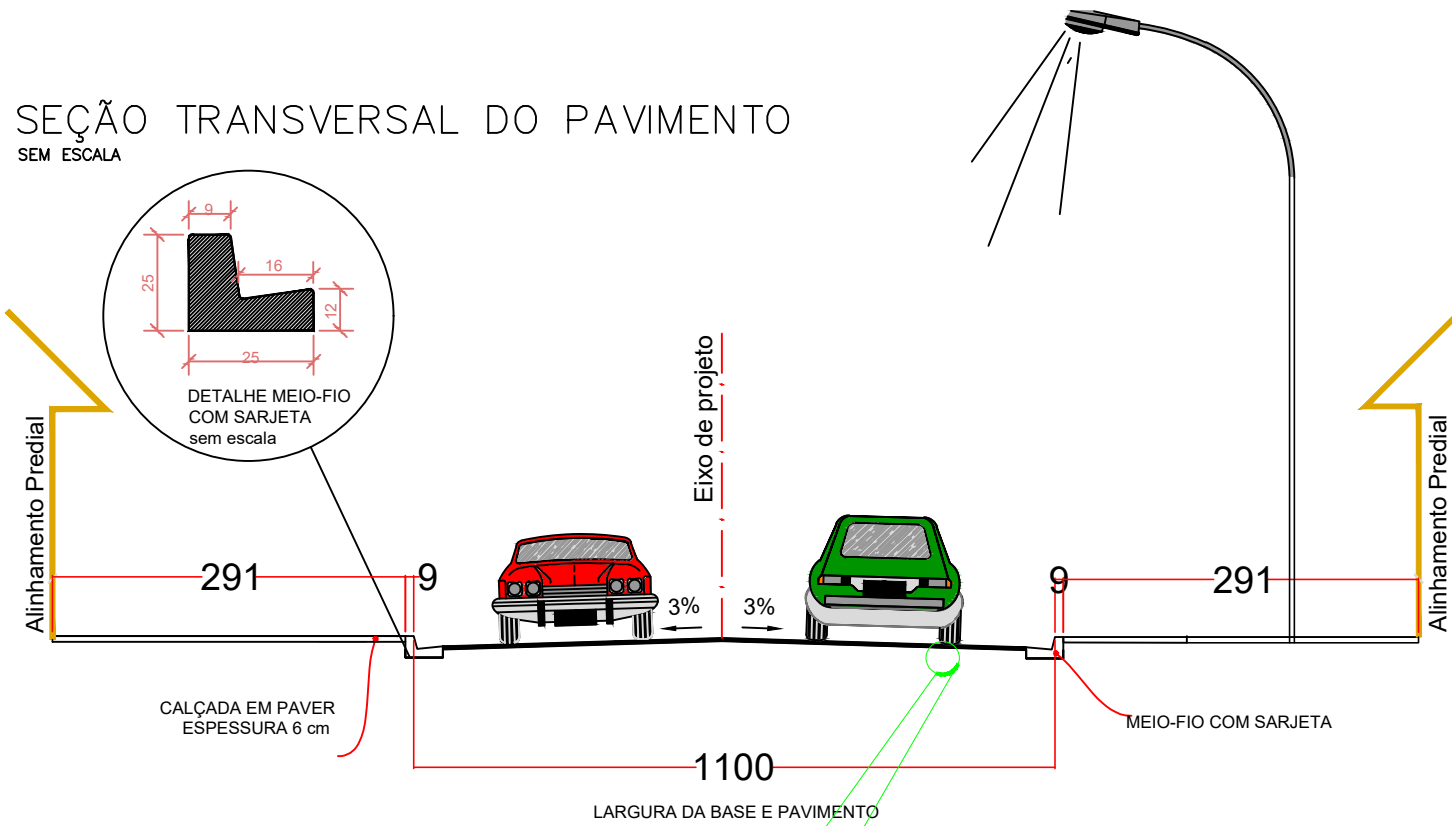 SEÇÃO TRANSVERSAL DO PAVIMENTO
SEM ESCALA
9
25
16
12
25
DETALHE MEIO-FIO
COM SARJETA
sem escala
Eixo de projeto
Alinhamento Predial
Alinhamento Predial
291
9
3%
3%
9
291
CALÇADA EM PAVER
ESPESSURA 6 cm
MEIO-FIO COM SARJETA
1100
LARGURA DA BASE E PAVIMENTO